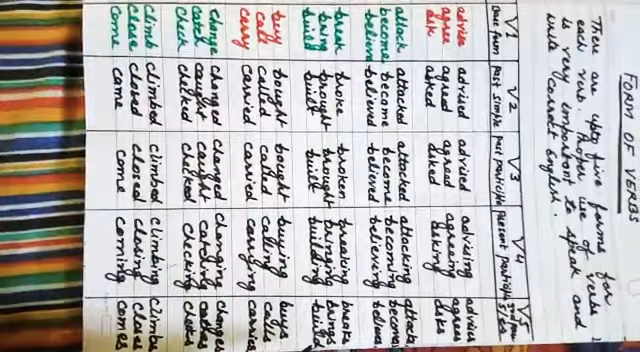 FORM OF VERBS
There are upto five forms for
each verb. Proper use of verbs
is very important to speak and
write correct English.
V1 V2 V3 V4 V5
base form past simple past participle present participle
advise advised advised advising advises
agree agreed agreed agreeing agrees
ask asked asked asking asks
attack attacked attacked attacking attacks
become became become becoming becomes
believe believed believed believing believes
break broke broken breaking breaks
bring brought brought bringing brings
build built built building build
buy bought bought buying buys
call called called calling calls
carry carried carried carrying carries
change changed changed changing changes
catch caught caught catching catches
check checked checked checking checks
climb climbed climbed climbing climbs
close closed closed closing closes
come came come coming comes